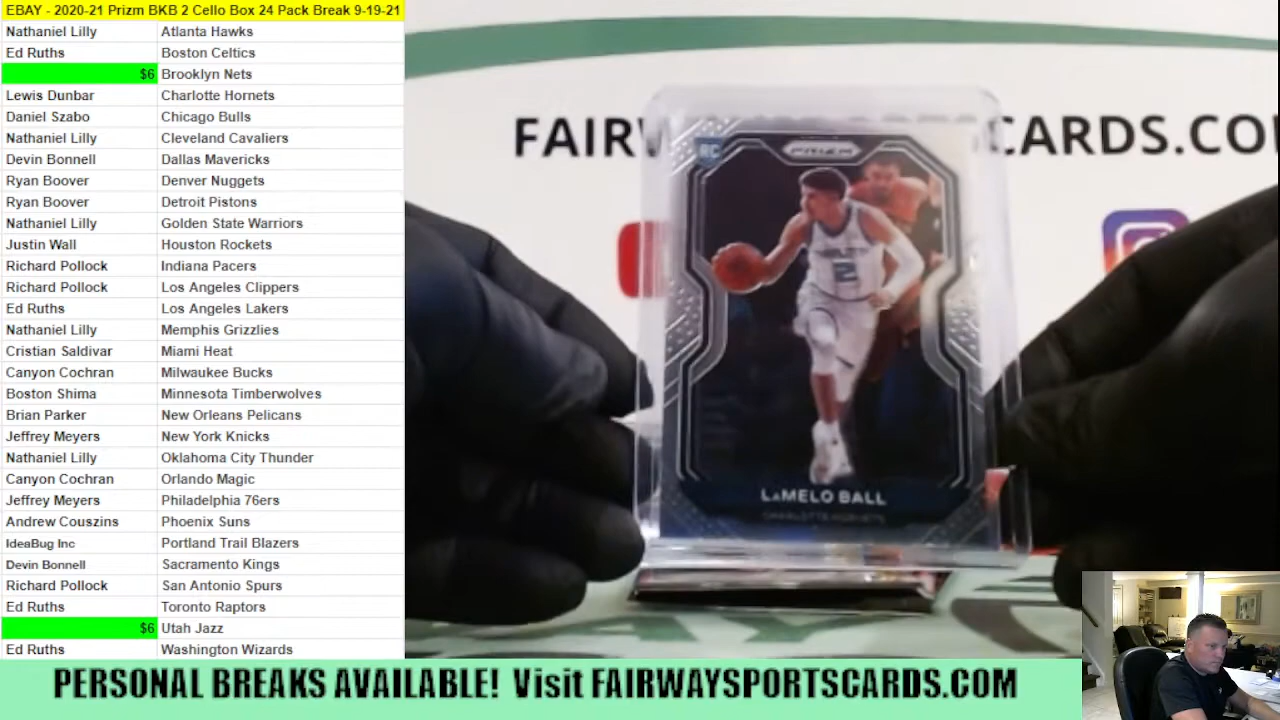 EBAY - 2020-21 Prizm BKB 2 Cello Box 24 Pack Break 9-19-21
Nathaniel Lilly Atlanta Hawks
Ed Ruths Boston Celtics
$6 Brooklyn Nets
Lewis Dunbar Charlotte Hornets
Daniel Szabo Chicago Bulls
Nathaniel Lilly Cleveland Cavaliers
Devin Bonnell Dallas Mavericks
Ryan Boover Denver Nuggets
Ryan Boover Detroit Pistons
Nathaniel Lilly Golden State Warriors
Justin Wall Houston Rockets
Richard Pollock Indiana Pacers
Richard Pollock Los Angeles Clippers
Ed Ruths Los Angeles Lakers
Nathaniel Lilly Memphis Grizzlies
Cristian Saldivar Miami Heat
Canyon Cochran Milwaukee Bucks
Boston Shima Minnesota Timberwolves
Brian Parker New Orleans Pelicans
Jeffrey Meyers New York Knicks
Nathaniel Lilly Oklahoma City Thunder
Canyon Cochran Orlando Magic
Jeffrey Meyers Philadelphia 76ers
Andrew Couszins Phoenix Suns
IdeaBug Inc Portland Trail Blazers
Devin Bonnell Sacramento Kings
Richard Pollock San Antonio Spurs
Ed Ruths Toronto Raptors
$6 Utah Jazz
Ed Ruths Washington Wizards
FAIRW CARDS.CO
RC PRIZM
2
LaMELO BALL
CHARLOTTE HORNETS
PERSONAL BREAKS AVAILABLE! Visit FAIRWAYSPORTSCARDS.COM